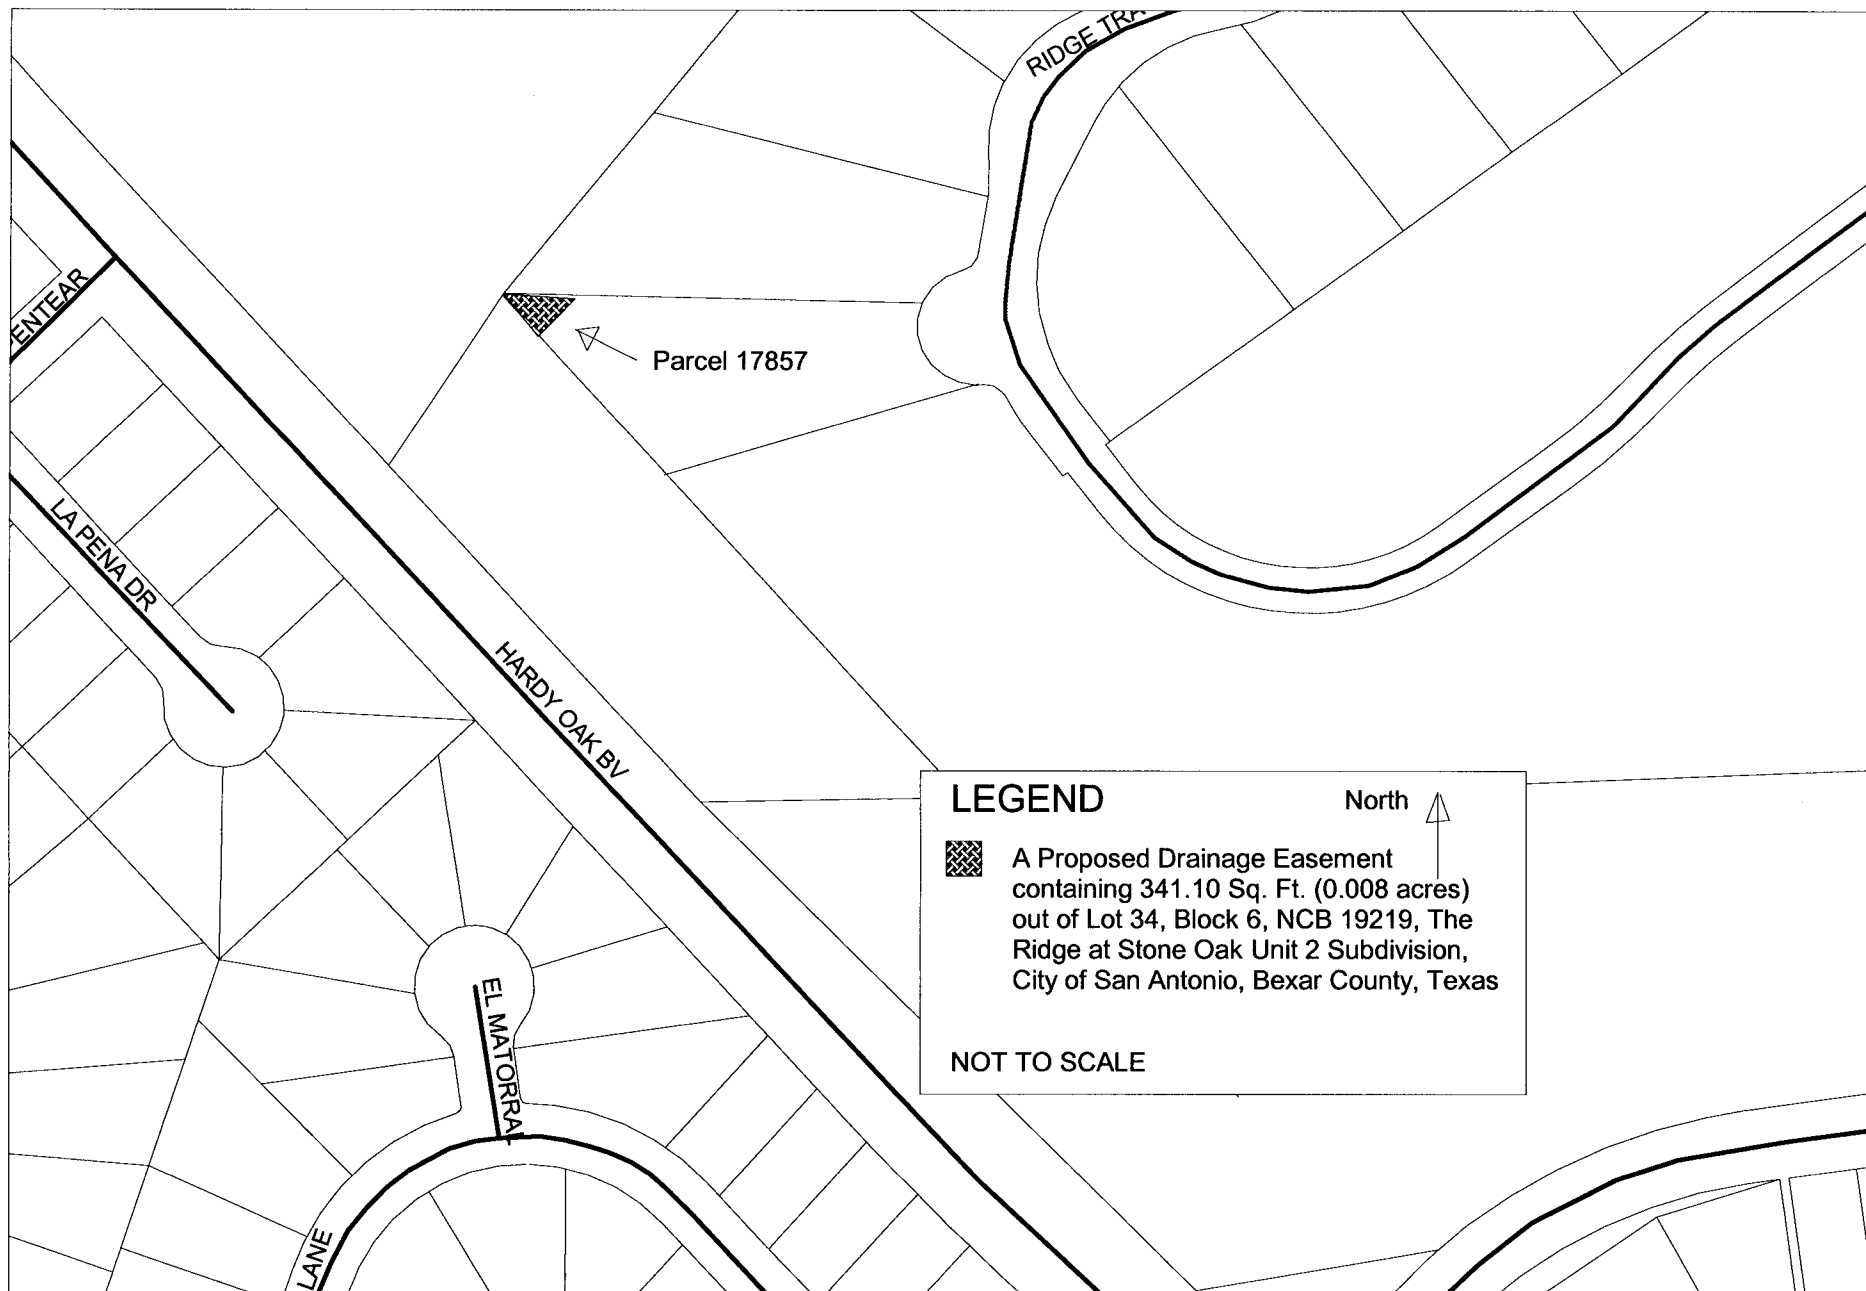 RIDGE TRA
ENTEAR
Parcel 17857
LA PENA DR
HARDY OAK BV
LEGEND
North
A Proposed Drainage Easement
containing 341.10 Sq. Ft. (0.008 acres)
out of Lot 34, Block 6, NCB 19219, The
Ridge at Stone Oak Unit 2 Subdivision,
City of San Antonio, Bexar County, Texas
NOT TO SCALE
EL MATORRAL
LANE